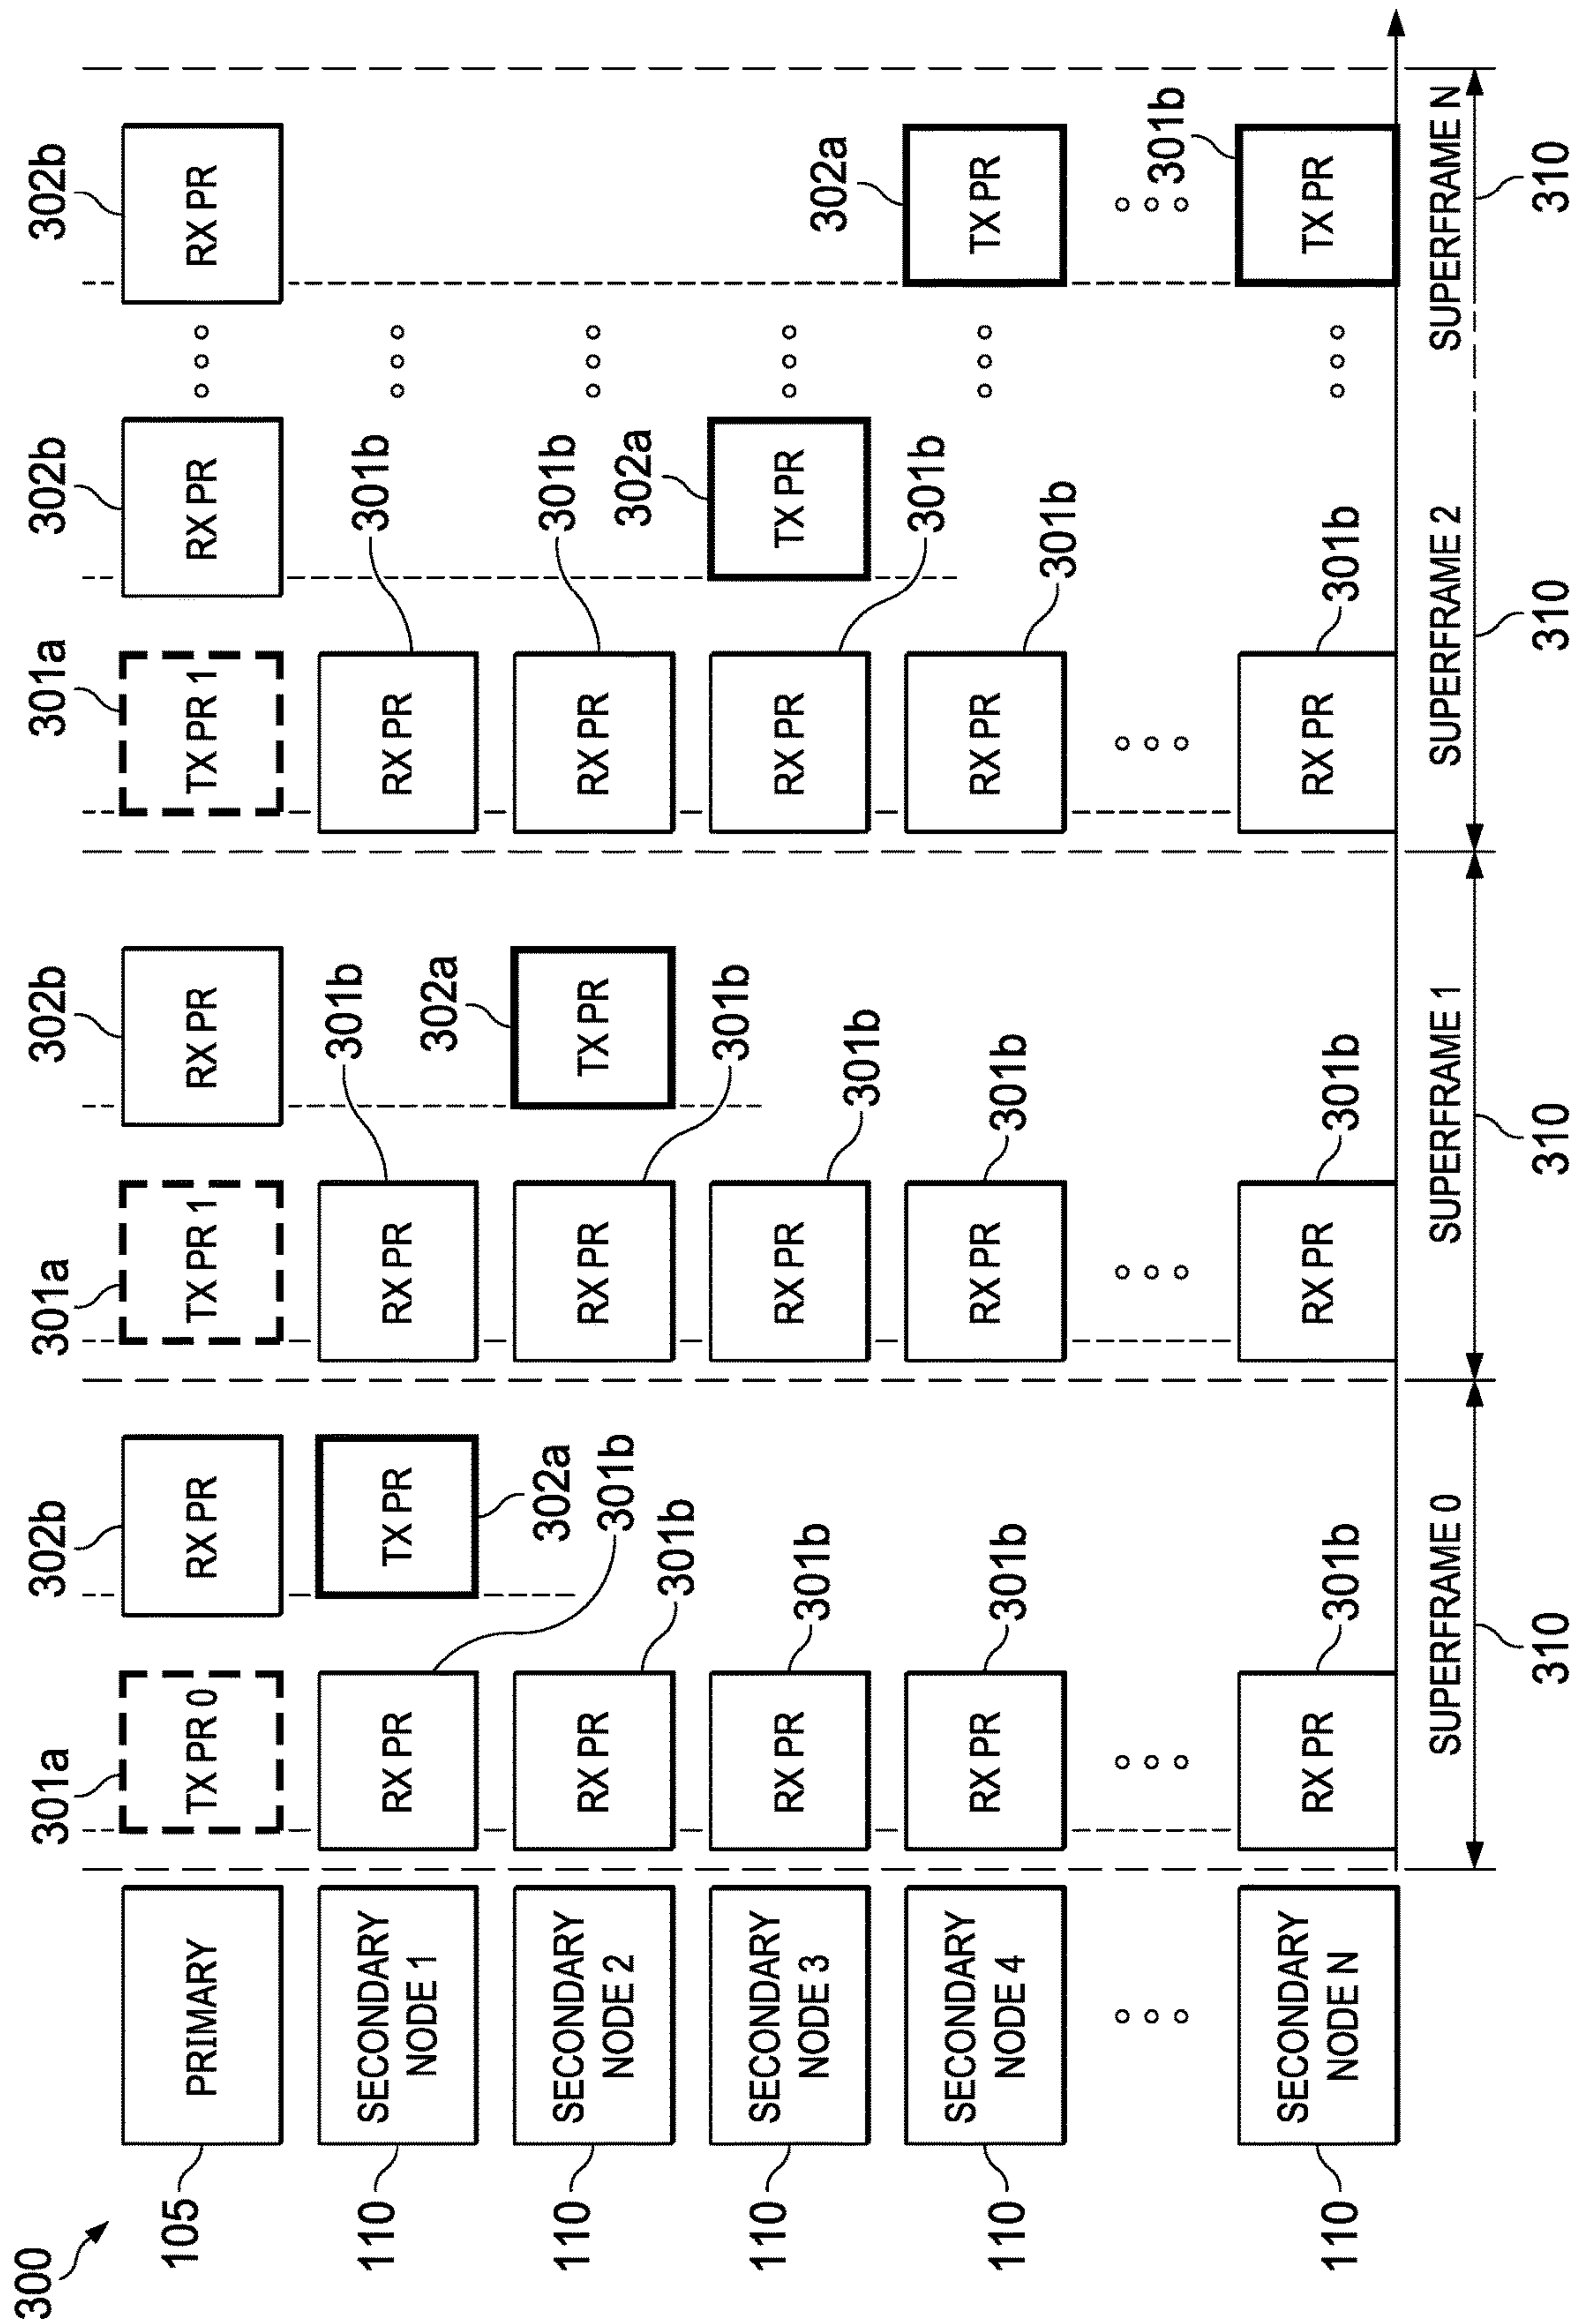 300
301a
302b
301a
302b
301a
302b
302b
105
PRIMARY
TX PR 0
RX PR
TX PR 1
RX PR
TX PR 1
RX PR
RX PR
301b
301b
110
SECONDARY
NODE 1
RX PR
TX PR
RX PR
RX PR
302a
302a
301b
301b
302a
110
SECONDARY
NODE 2
RX PR
RX PR
TX PR
RX PR
301b
301b
110
SECONDARY
NODE 3
RX PR
RX PR
RX PR
TX PR
301b
301b
301b
302a
110
SECONDARY
NODE 4
RX PR
RX PR
RX PR
TX PR
301b
301b
301b
301b
110
SECONDARY
NODE N
RX PR
301b
RX PR
301b
RX PR
301b
TX PR
SUPERFRAME 0
SUPERFRAME 1
SUPERFRAME 2
SUPERFRAME N
310
310
310
310